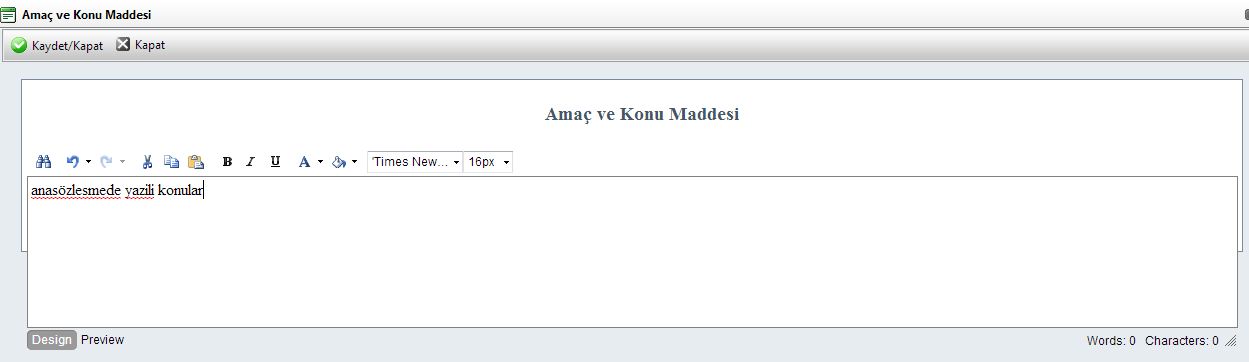 Amaç ve Konu Maddesi
Kaydet/Kapat Kapat
Amaç ve Konu Maddesi
B I U A 'Times New... 16px
anasözlesmede yazili konular
Design Preview Words: 0 Characters: 0